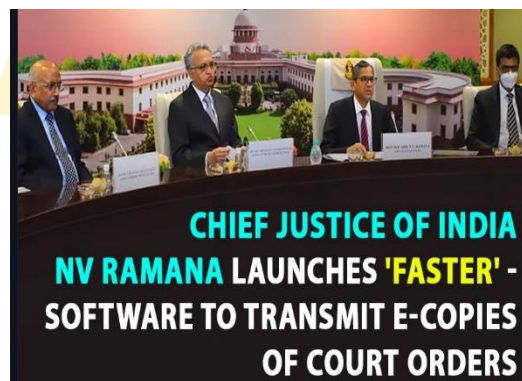 CHIEF JUSTICE OF INDIA
NV RAMANA LAUNCHES 'FASTER' -
SOFTWARE TO TRANSMIT E-COPIES
OF COURT ORDERS